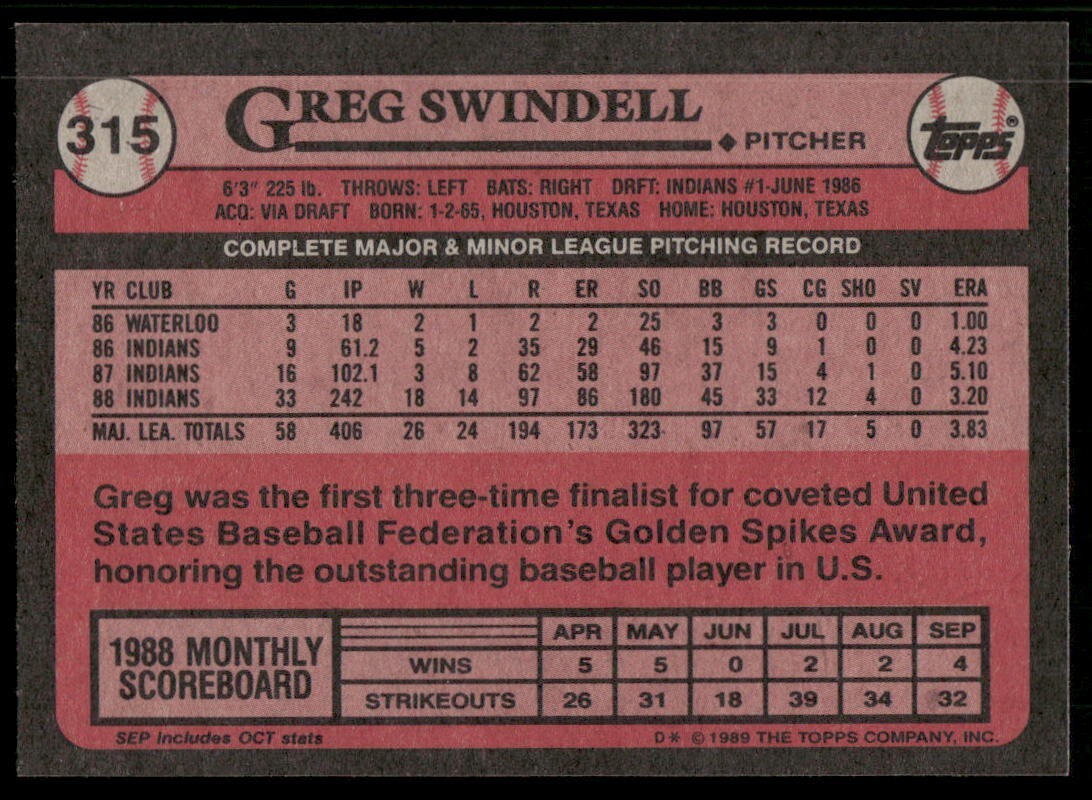 315
GREG SWINDELL
◆ PITCHER
TOPPS®
6'3" 225 lb. THROWS: LEFT BATS: RIGHT DRFT: INDIANS #1-JUNE 1986
ACQ: VIA DRAFT BORN: 1-2-65, HOUSTON, TEXAS HOME: HOUSTON, TEXAS
COMPLETE MAJOR & MINOR LEAGUE PITCHING RECORD
YR CLUB G IP W L R ER SO BB GS CG SHO SV ERA
86 WATERLOO 3 18 2 1 2 2 25 3 3 0 0 0 1.00
86 INDIANS 9 61.2 5 2 35 29 46 15 9 1 0 0 4.23
87 INDIANS 16 102.1 3 8 62 58 97 37 15 4 1 0 5.10
88 INDIANS 33 242 18 14 97 86 180 45 33 12 4 0 3.20
MAJ. LEA. TOTALS 58 406 26 24 194 173 323 97 57 17 5 0 3.83
Greg was the first three-time finalist for coveted United
States Baseball Federation's Golden Spikes Award,
honoring the outstanding baseball player in U.S.
1988 MONTHLY
SCOREBOARD
APR MAY JUN JUL AUG SEP
WINS 5 5 0 2 2 4
STRIKEOUTS 26 31 18 39 34 32
SEP includes OCT stats
D* © 1989 THE TOPPS COMPANY, INC.